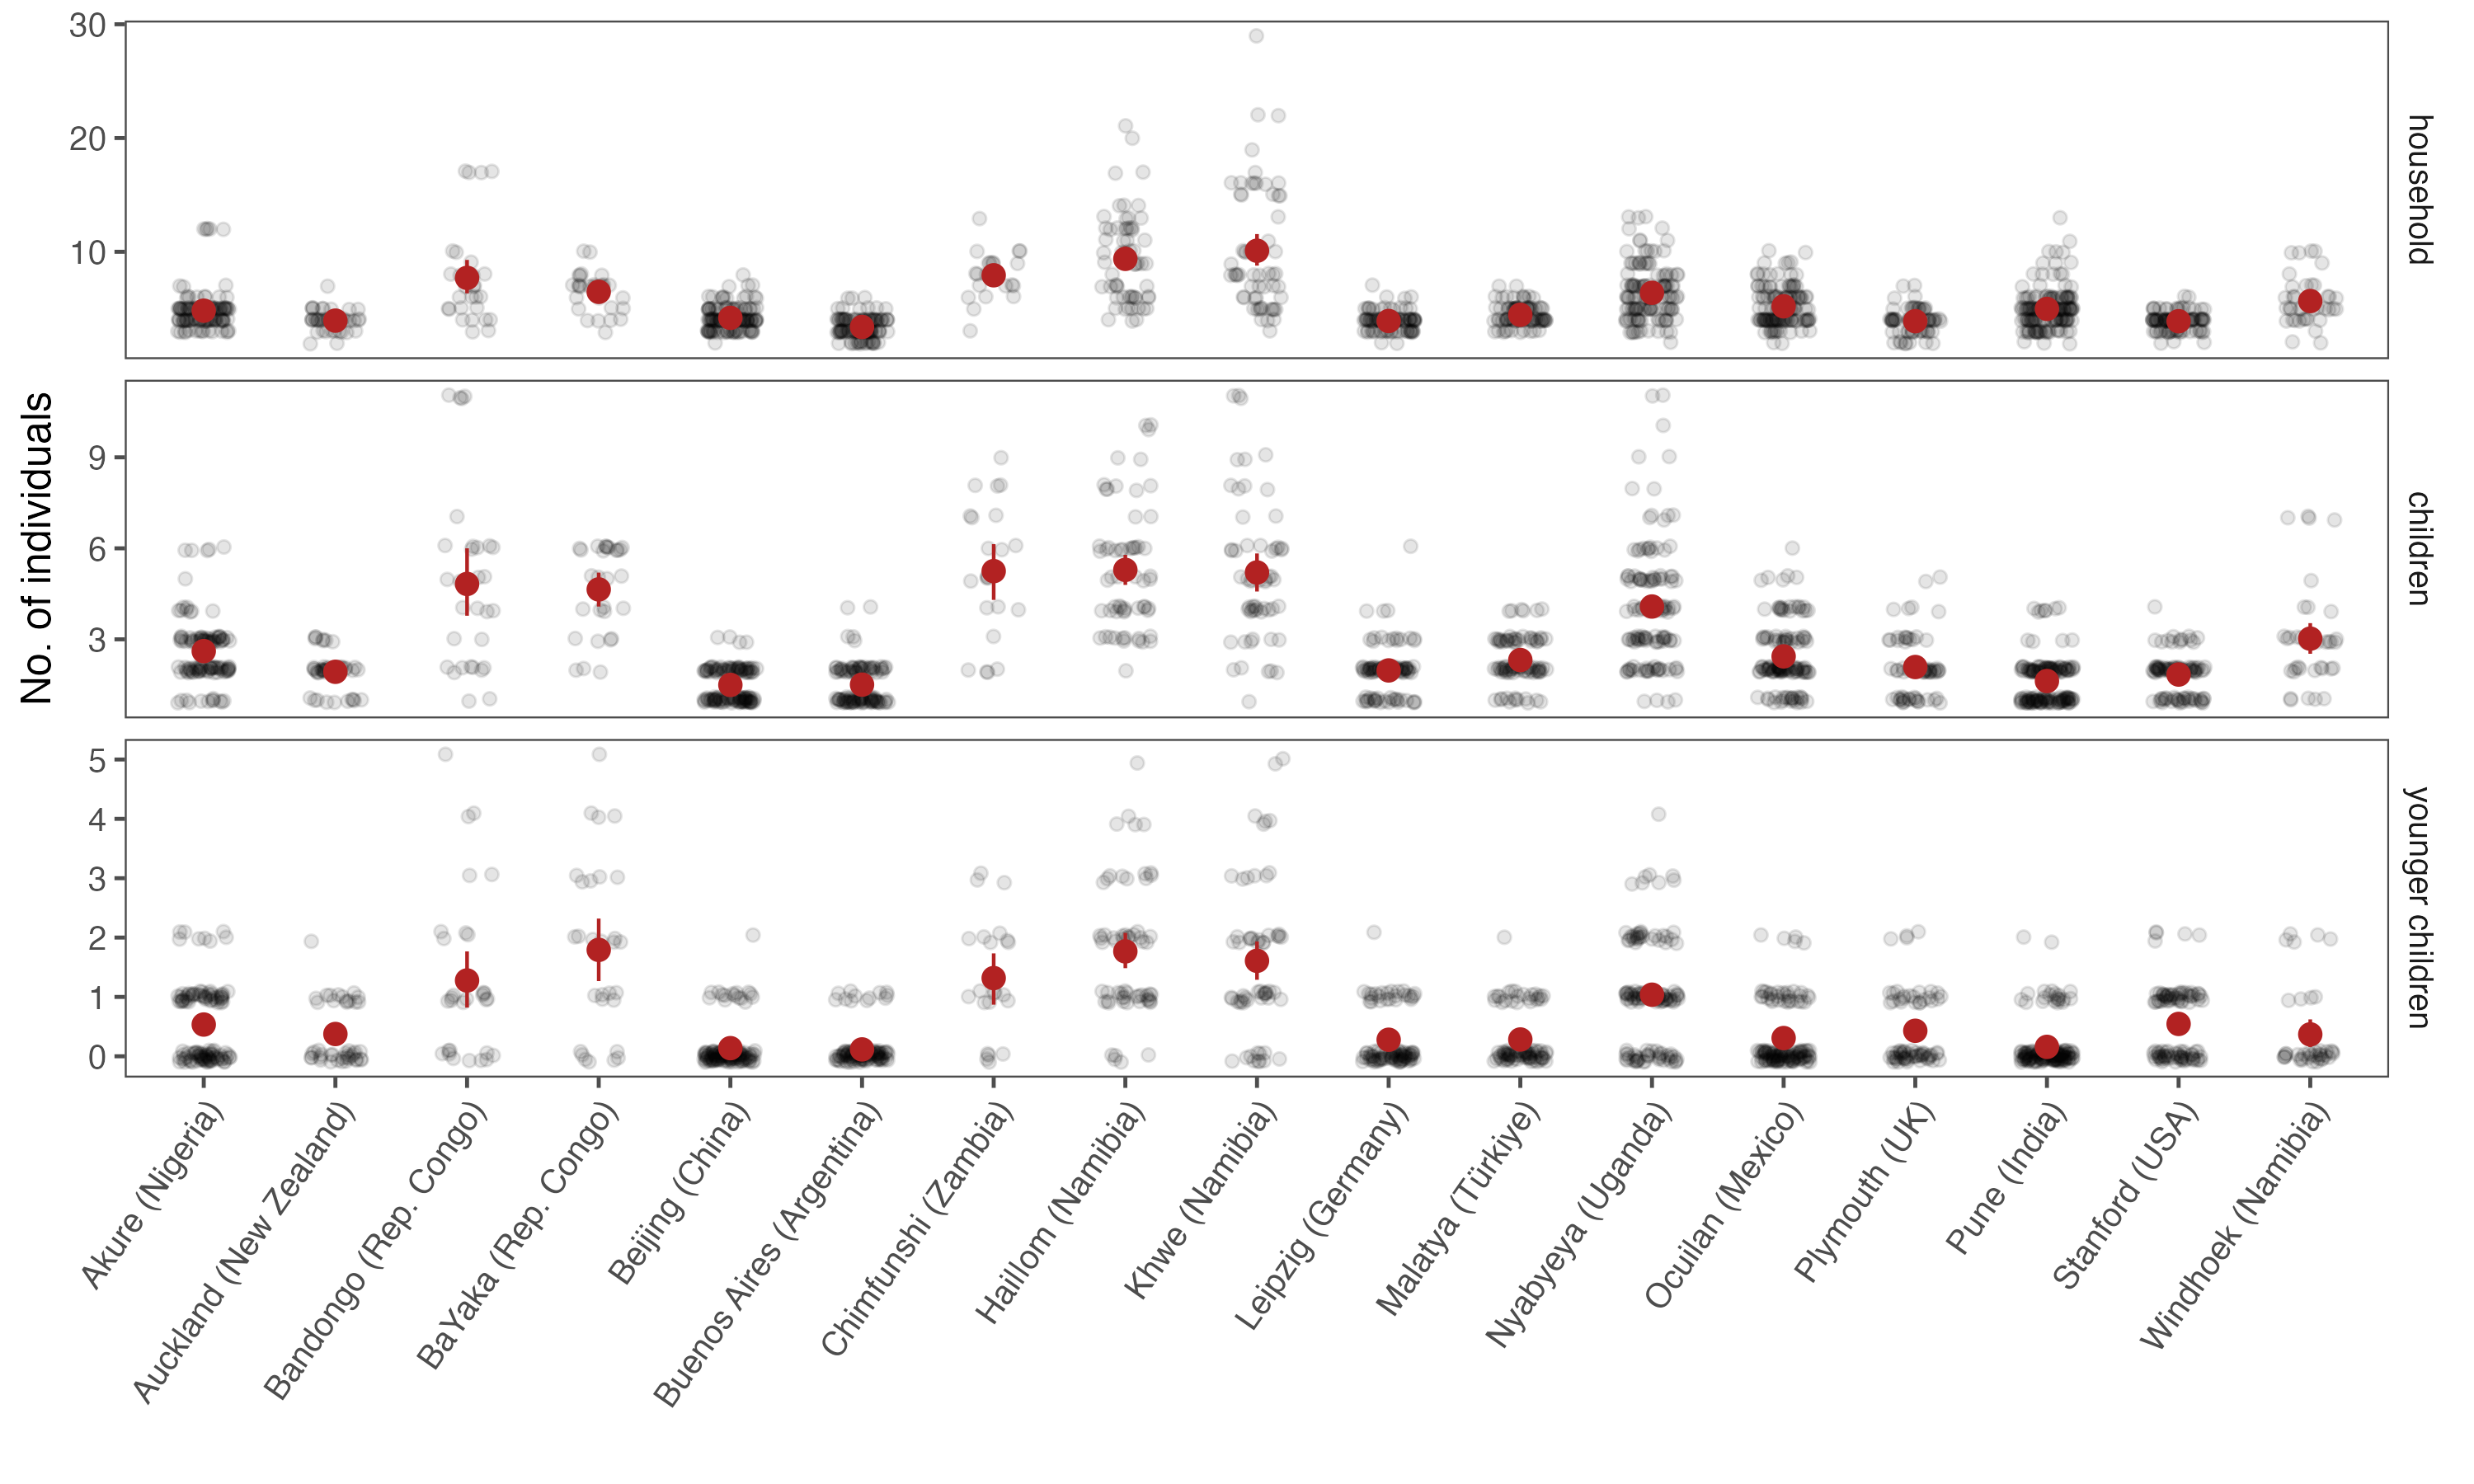 No. of individuals
30
20
10
household
9
6
3
children
5
4
3
2
1
0
younger children
Akure (Nigeria)
Auckland (New Zealand)
Bandongo (Rep. Congo)
BaYaka (Rep. Congo)
Beijing (China)
Buenos Aires (Argentina)
Chimfunshi (Zambia)
Haillom (Namibia)
Khwe (Namibia)
Leipzig (Germany)
Malatya (Türkiye)
Nyabyeya (Uganda)
Ocuilan (Mexico)
Plymouth (UK)
Pune (India)
Stanford (USA)
Windhoek (Namibia)